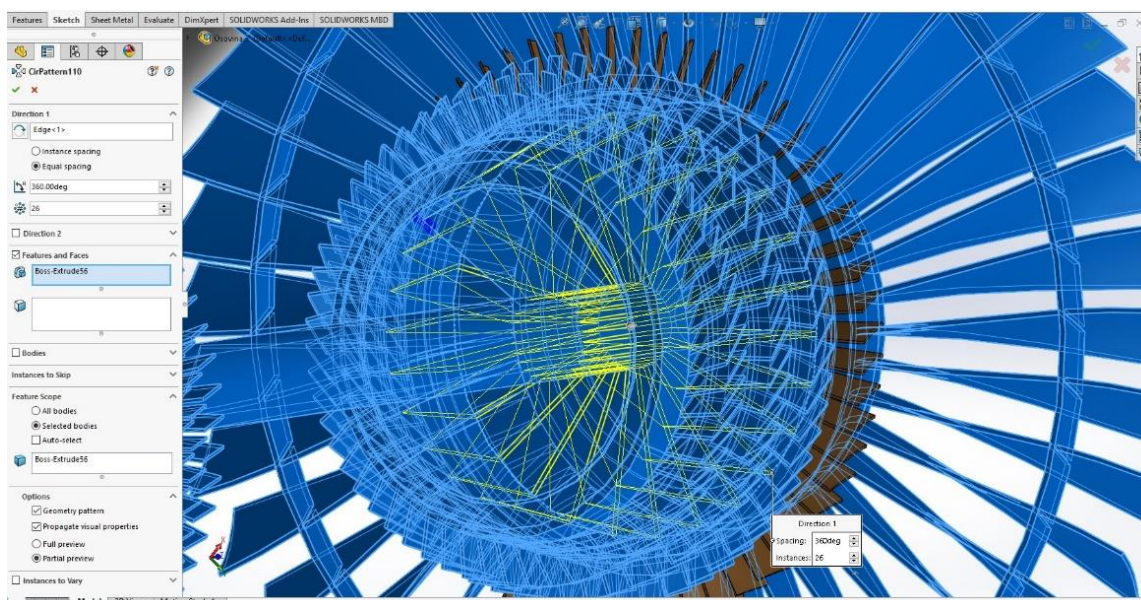 Features Sketch Sheet Metal Evaluate DimXpert SOLIDWORKS Add-Ins SOLIDWORKS MBD
CirPattern110
Direction 1
Edge<1>
Instance spacing
Equal spacing
360.00deg
26
Direction 2
Features and Faces
Boss-Extrude56
Bodies
Instances to Skip
Feature Scope
All bodies
Selected bodies
Auto-select
Boss-Extrude56
Options
Geometry pattern
Propagate visual properties
Full preview
Partial preview
Instances to Vary
Direction 1
Spacing: 360deg
Instances: 26